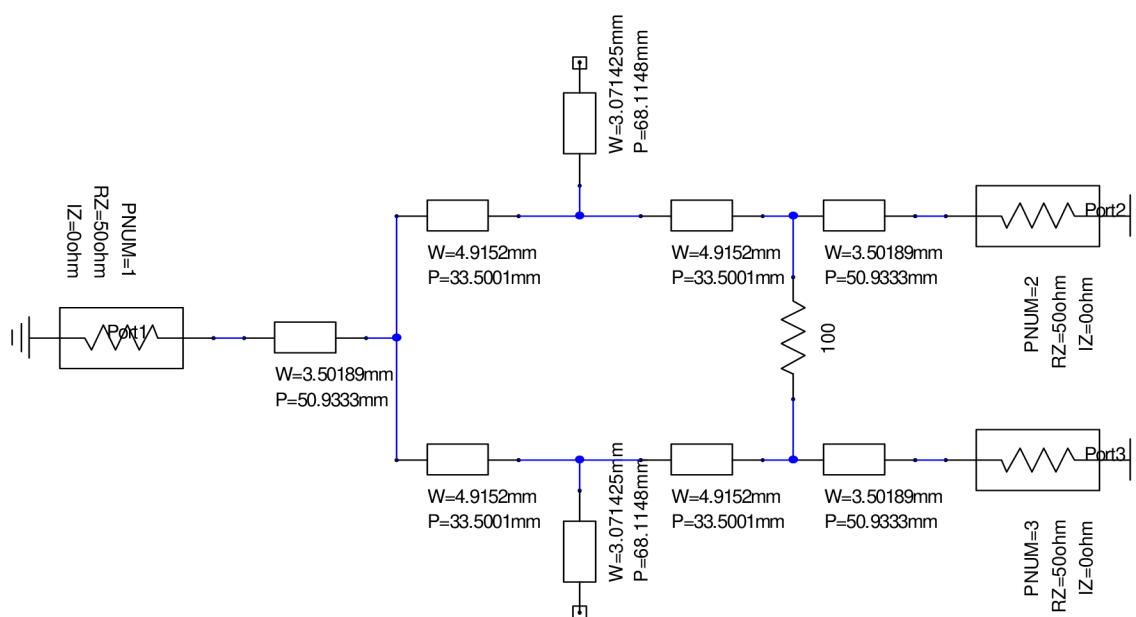 W=3.071425mm
P=68.1148mm
PNUM=1
RZ=50ohm
IZ=0ohm
Port1
W=3.50189mm
P=50.9333mm
W=4.9152mm
P=33.5001mm
W=4.9152mm
P=33.5001mm
W=3.50189mm
P=50.9333mm
Port2
PNUM=2
RZ=50ohm
IZ=0ohm
100
W=4.9152mm
P=33.5001mm
W=3.071425mm
P=68.1148mm
W=4.9152mm
P=33.5001mm
W=3.50189mm
P=50.9333mm
Port3
PNUM=3
RZ=50ohm
IZ=0ohm